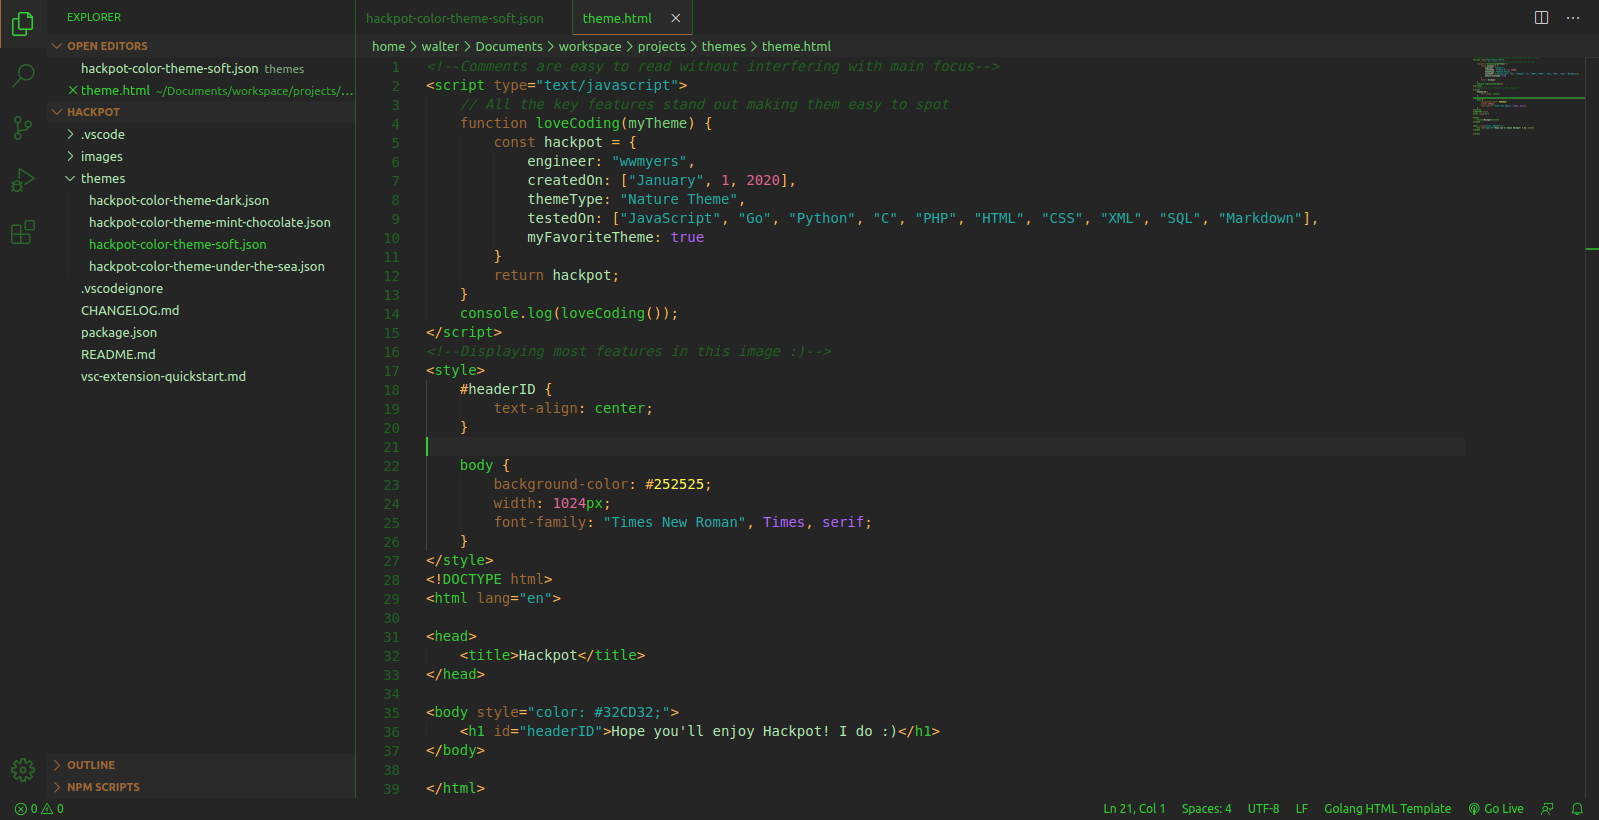 EXPLORER
OPEN EDITORS
hackpot-color-theme-soft.json themes
theme.html ~/Documents/workspace/projects/...
HACKPOT
.vscode
images
themes
hackpot-color-theme-dark.json
hackpot-color-theme-mint-chocolate.json
hackpot-color-theme-soft.json
hackpot-color-theme-under-the-sea.json
.vscodeignore
CHANGELOG.md
package.json
README.md
vsc-extension-quickstart.md
OUTLINE
NPM SCRIPTS
hackpot-color-theme-soft.json
theme.html
home > walter > Documents > workspace > projects > themes > theme.html
1 <!--Comments are easy to read without interfering with main focus-->
2 <script type="text/javascript">
3     // All the key features stand out making them easy to spot
4     function loveCoding(myTheme) {
5         const hackpot = {
6             engineer: "wwmyers",
7             createdOn: ["January", 1, 2020],
8             themeType: "Nature Theme",
9             testedOn: ["JavaScript", "Go", "Python", "C", "PHP", "HTML", "CSS", "XML", "SQL", "Markdown"],
10             myFavoriteTheme: true
11         }
12         return hackpot;
13     }
14     console.log(loveCoding());
15 </script>
16 <!--Displaying most features in this image :)-->
17 <style>
18     #headerID {
19         text-align: center;
20     }
21
22     body {
23         background-color: #252525;
24         width: 1024px;
25         font-family: "Times New Roman", Times, serif;
26     }
27 </style>
28 <!DOCTYPE html>
29 <html lang="en">
30
31 <head>
32     <title>Hackpot</title>
33 </head>
34
35 <body style="color: #32CD32;">
36     <h1 id="headerID">Hope you'll enjoy Hackpot! I do :)</h1>
37 </body>
38
39 </html>
0 0
Ln 21, Col 1 Spaces: 4 UTF-8 LF Golang HTML Template Go Live